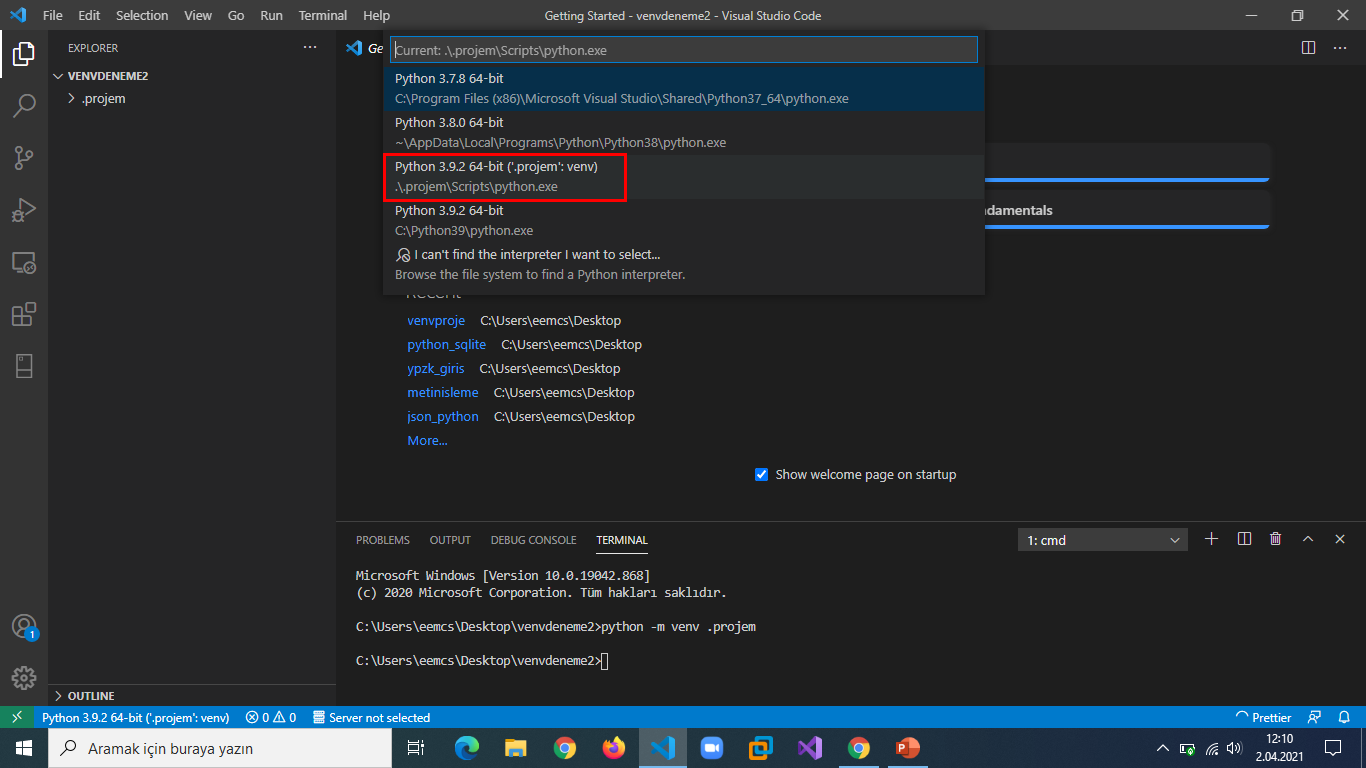 File Edit Selection View Go Run Terminal Help
Getting Started - venvdeneme2 - Visual Studio Code
EXPLORER
VENVDENEME2
.projem
OUTLINE
Ge
Current: .\.projem\Scripts\python.exe
Python 3.7.8 64-bit
C:\Program Files (x86)\Microsoft Visual Studio\Shared\Python37_64\python.exe
Python 3.8.0 64-bit
~\AppData\Local\Programs\Python\Python38\python.exe
Python 3.9.2 64-bit ('.projem': venv)
.\.projem\Scripts\python.exe
Python 3.9.2 64-bit
C:\Python39\python.exe
I can't find the interpreter I want to select...
Browse the file system to find a Python interpreter.
damentals
Recent
venvproje C:\Users\eemcs\Desktop
python_sqlite C:\Users\eemcs\Desktop
ypzk_giris C:\Users\eemcs\Desktop
metinisleme C:\Users\eemcs\Desktop
json_python C:\Users\eemcs\Desktop
More...
Show welcome page on startup
PROBLEMS OUTPUT DEBUG CONSOLE TERMINAL
1: cmd
Microsoft Windows [Version 10.0.19042.868]
(c) 2020 Microsoft Corporation. Tüm hakları saklıdır.
C:\Users\eemcs\Desktop\venvdeneme2>python -m venv .projem
C:\Users\eemcs\Desktop\venvdeneme2>
1
Python 3.9.2 64-bit ('.projem': venv) 0 0 Server not selected
Prettier
Aramak için buraya yazın
12:10
2.04.2021